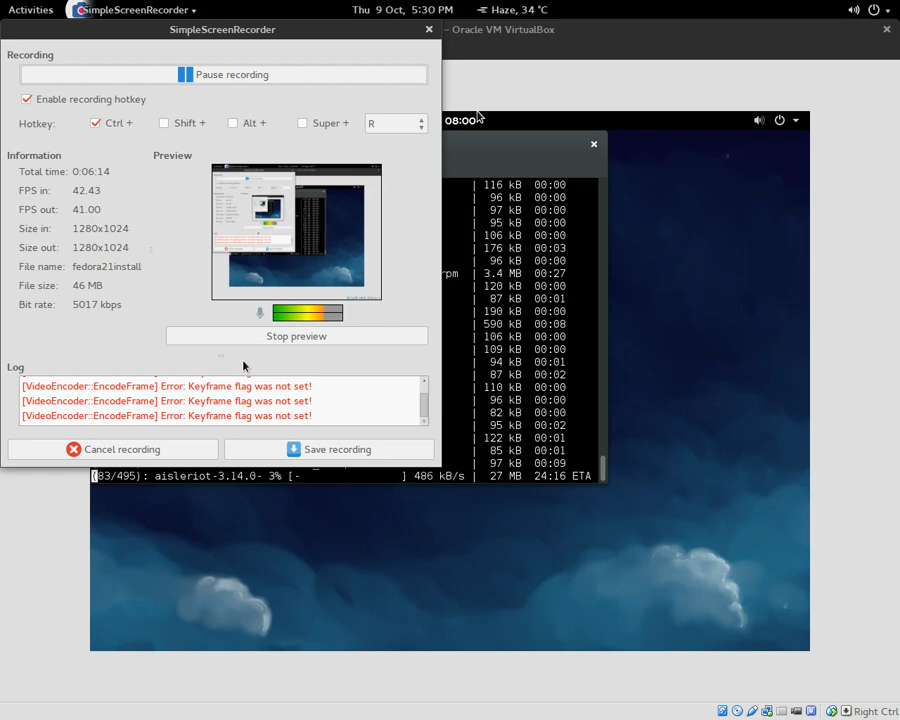 Activities SimpleScreenRecorder Thu 9 Oct, 5:30 PM Haze, 34 °C
SimpleScreenRecorder
– Oracle VM VirtualBox
Recording
Pause recording
Enable recording hotkey
Hotkey: Ctrl + Shift + Alt + Super + R
08:00
Information
Preview
Total time: 0:06:14
FPS in: 42.43
FPS out: 41.00
Size in: 1280x1024
Size out: 1280x1024
File name: fedora21install
File size: 46 MB
Bit rate: 5017 kbps
Stop preview
Log
[VideoEncoder::EncodeFrame] Error: Keyframe flag was not set!
[VideoEncoder::EncodeFrame] Error: Keyframe flag was not set!
[VideoEncoder::EncodeFrame] Error: Keyframe flag was not set!
Cancel recording
Save recording
| 116 kB 00:00
| 96 kB 00:00
| 97 kB 00:00
| 95 kB 00:00
| 106 kB 00:00
| 176 kB 00:03
| 96 kB 00:00
rpm | 3.4 MB 00:27
| 120 kB 00:00
| 87 kB 00:01
| 190 kB 00:00
| 590 kB 00:08
| 106 kB 00:00
| 109 kB 00:00
| 94 kB 00:01
| 87 kB 00:02
| 110 kB 00:00
| 96 kB 00:00
| 82 kB 00:00
| 95 kB 00:02
| 122 kB 00:01
| 85 kB 00:01
| 97 kB 00:09
(83/495): aisleriot-3.14.0- 3% [- ] 486 kB/s | 27 MB 24:16 ETA
Right Ctrl